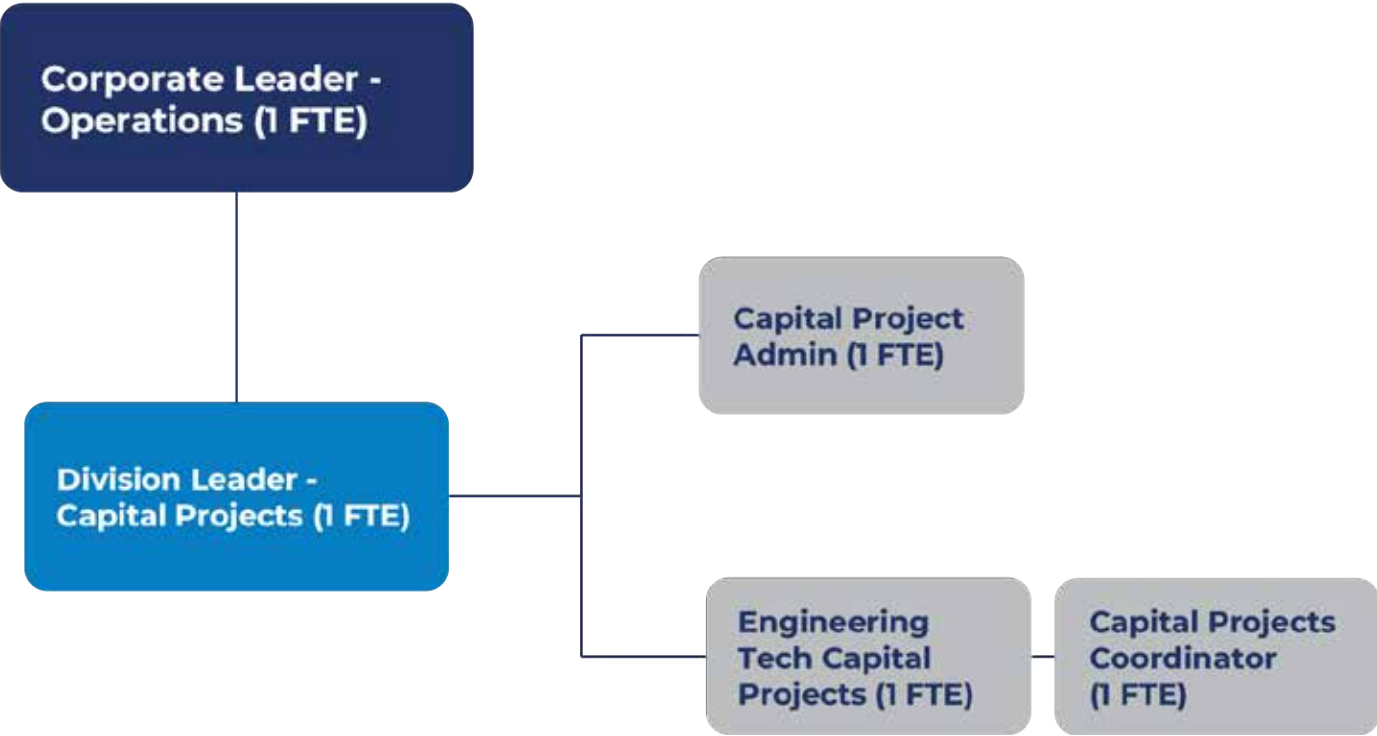 Corporate Leader -
Operations (1 FTE)
Capital Project
Admin (1 FTE)
Division Leader -
Capital Projects (1 FTE)
Engineering
Tech Capital
Projects (1 FTE)
Capital Projects
Coordinator
(1 FTE)